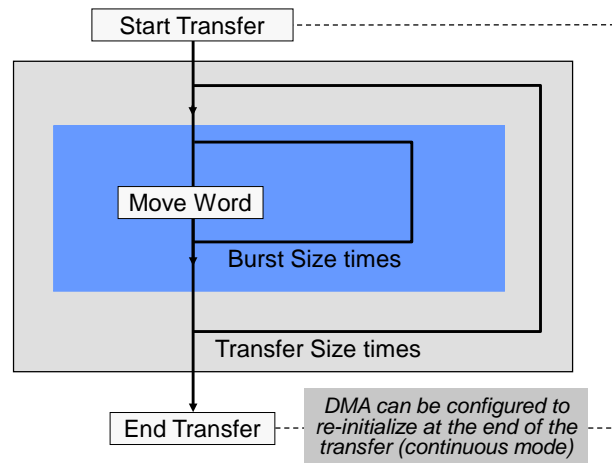 Start Transfer
Move Word
Burst Size times
Transfer Size times
End Transfer
DMA can be configured to
re-initialize at the end of the
transfer (continuous mode)